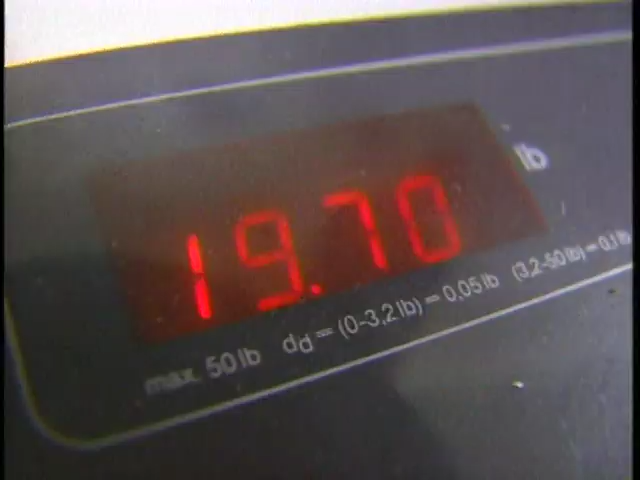 19.70 lb
max. 50 lb dd = (0-3,2 lb) = 0,05 lb (3,2-50 lb) = 0,1 lb